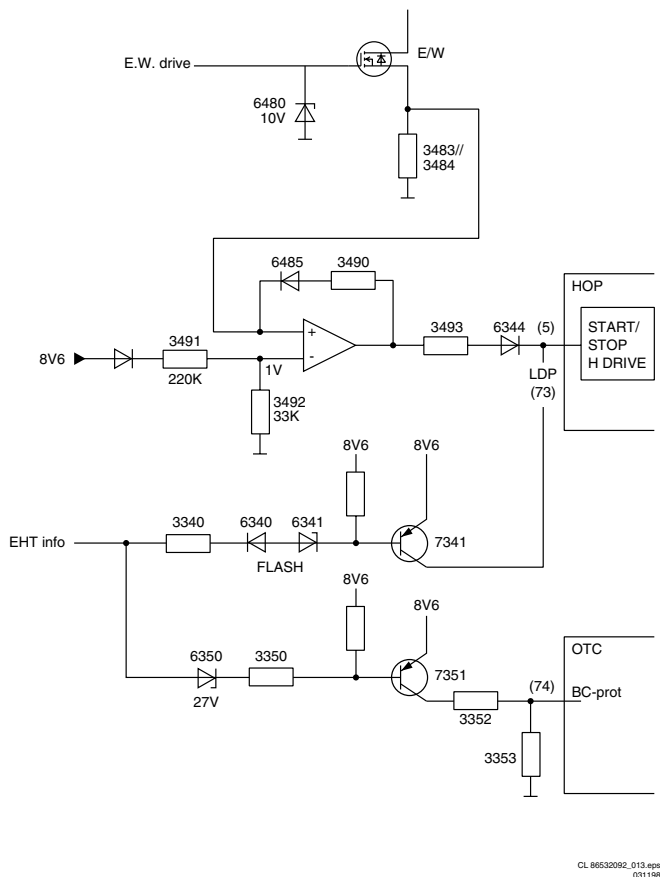 E/W
E.W. drive
6480
10V
3483//
3484
6485
3490
HOP
3491
3493
6344
(5)
START/
STOP
H DRIVE
8V6
+
-
1V
LDP
(73)
220K
3492
33K
8V6
8V6
3340
6340
6341
EHT info
7341
FLASH
8V6
8V6
OTC
6350
3350
7351
(74)
BC-prot
27V
3352
3353
CL 86532092_013.eps
031198